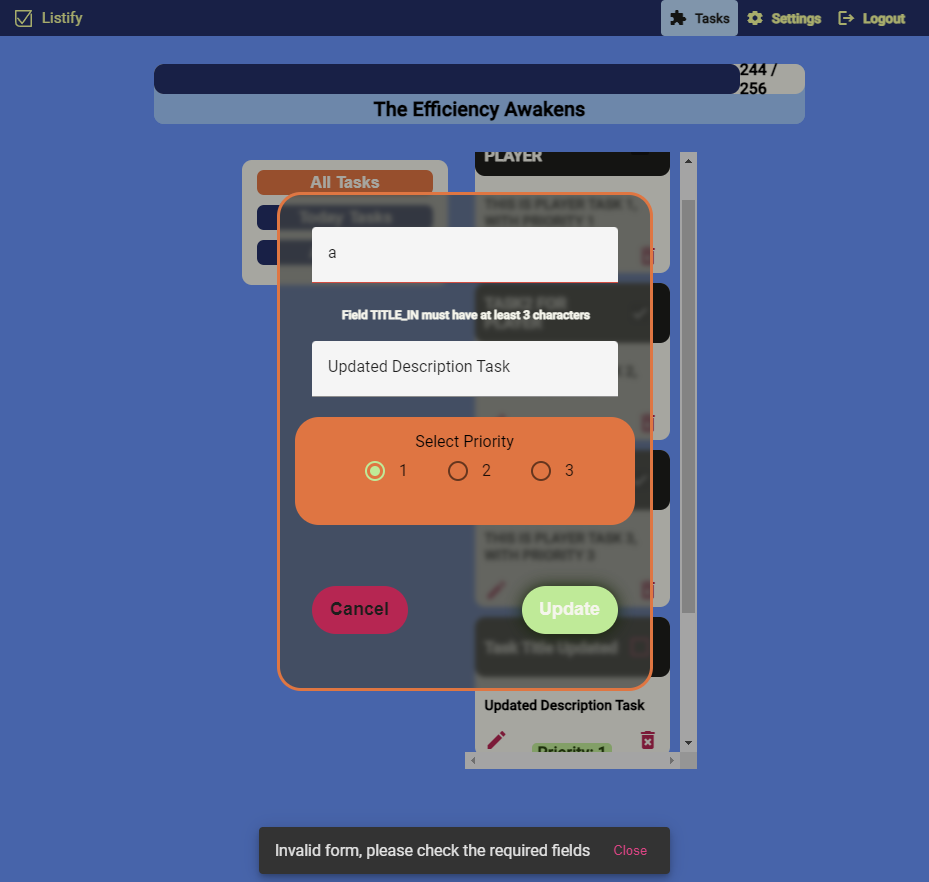 Listify
Tasks
Settings
Logout
244 /
256
The Efficiency Awakens
All Tasks
Today Tasks
PLAYER
THIS IS PLAYER TASK 1,
WITH PRIORITY 1
a
Field TITLE_IN must have at least 3 characters
TASK2 FOR
PLAYER
Updated Description Task
2,
Select Priority
1
2
3
THIS IS PLAYER TASK 3,
WITH PRIORITY 3
Cancel
Update
Task Title Updated
Updated Description Task
Priority: 1
Invalid form, please check the required fields
Close